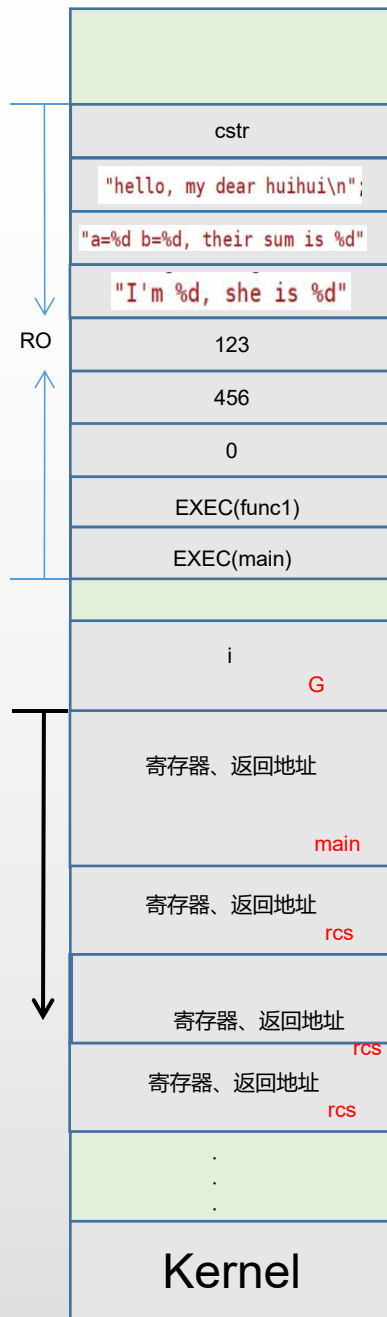 cstr
"hello, my dear huihui\n";
"a=%d b=%d, their sum is %d"
"I'm %d, she is %d"
RO
123
456
0
EXEC(func1)
EXEC(main)
i
G
寄存器、返回地址
main
寄存器、返回地址
rcs
寄存器、返回地址
rcs
寄存器、返回地址
rcs
.
.
.
Kernel